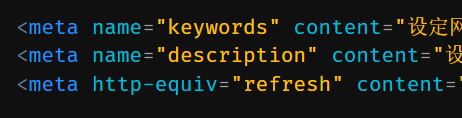 <meta name="keywords" content="设定网
<meta name="description" content="设
<meta http-equiv="refresh" content="